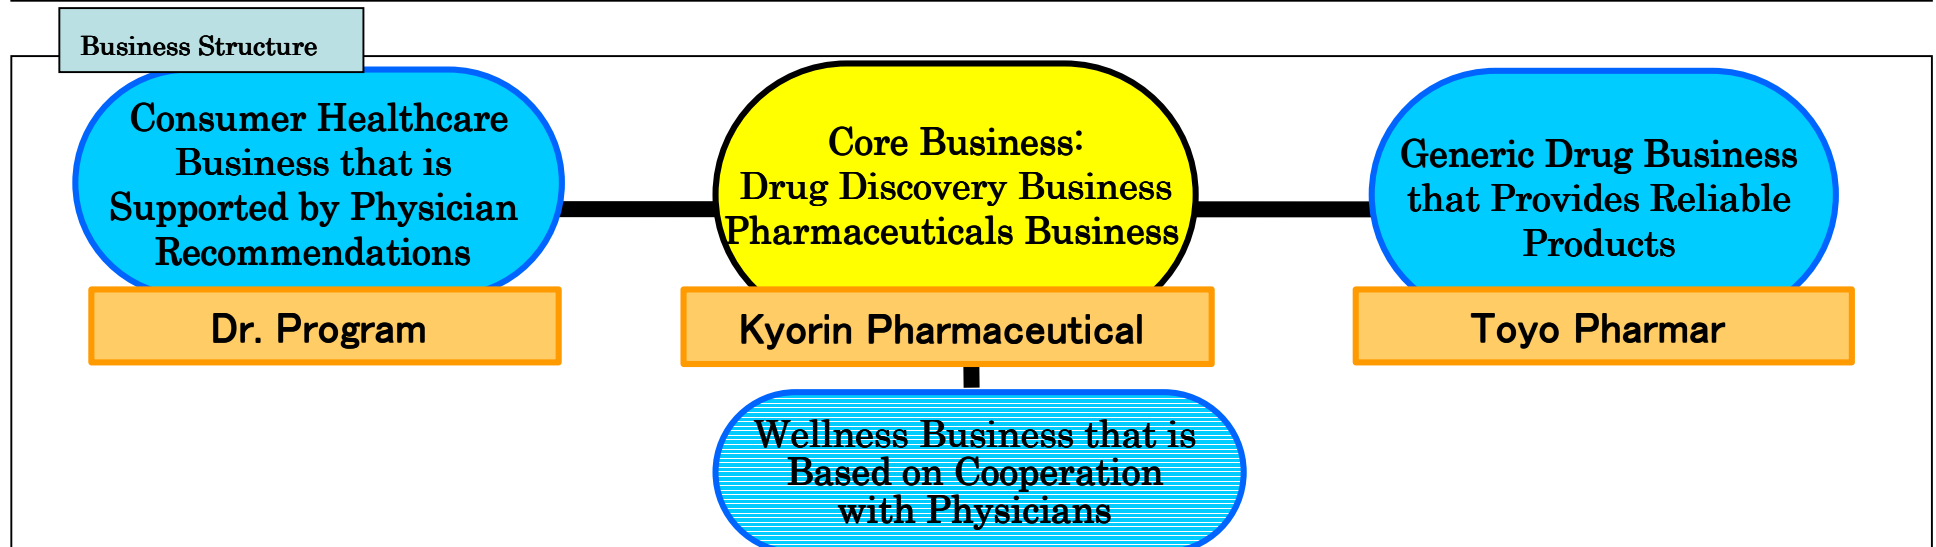 Business Structure
Consumer Healthcare
Business that is
Supported by Physician
Recommendations
Dr. Program
Core Business:
Drug Discovery Business
Pharmaceuticals Business
Kyorin Pharmaceutical
Generic Drug Business
that Provides Reliable
Products
Toyo Pharmar
Wellness Business that is
Based on Cooperation
with Physicians